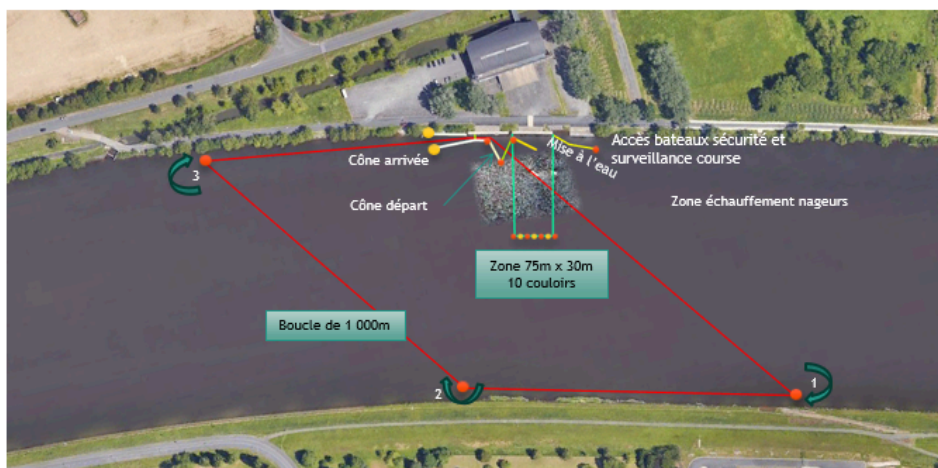 Cône arrivée
Mise à l'eau
Accès bateaux sécurité et
surveillance course
3
Cône départ
Zone échauffement nageurs
Zone 75m x 30m
10 couloirs
Boucle de 1 000m
2
1